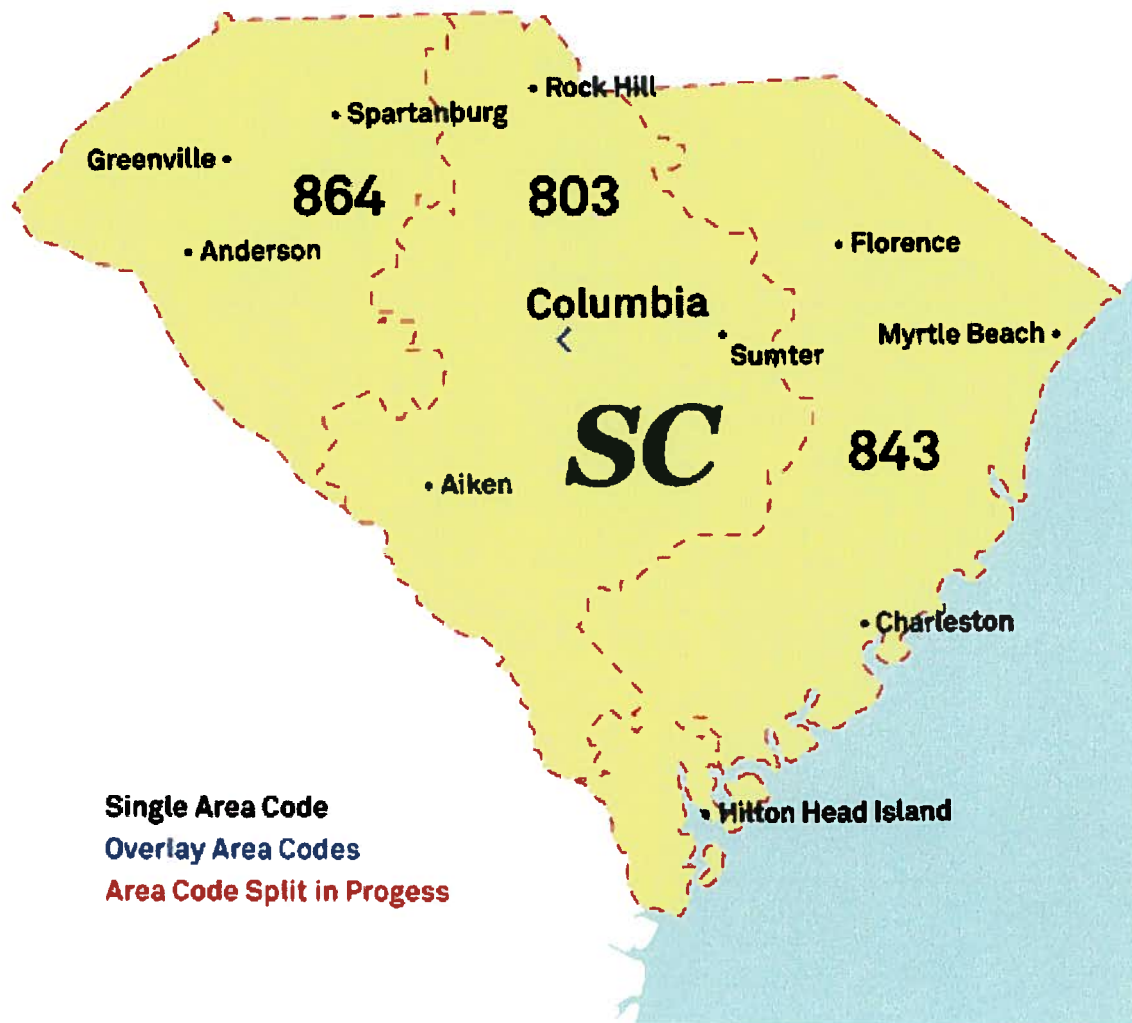 Rock Hill
Spartanburg
Greenville
864
803
Anderson
Florence
Columbia
Sumter
Myrtle Beach
SC
843
Aiken
Charleston
Single Area Code
Hilton Head Island
Overlay Area Codes
Area Code Split in Progess